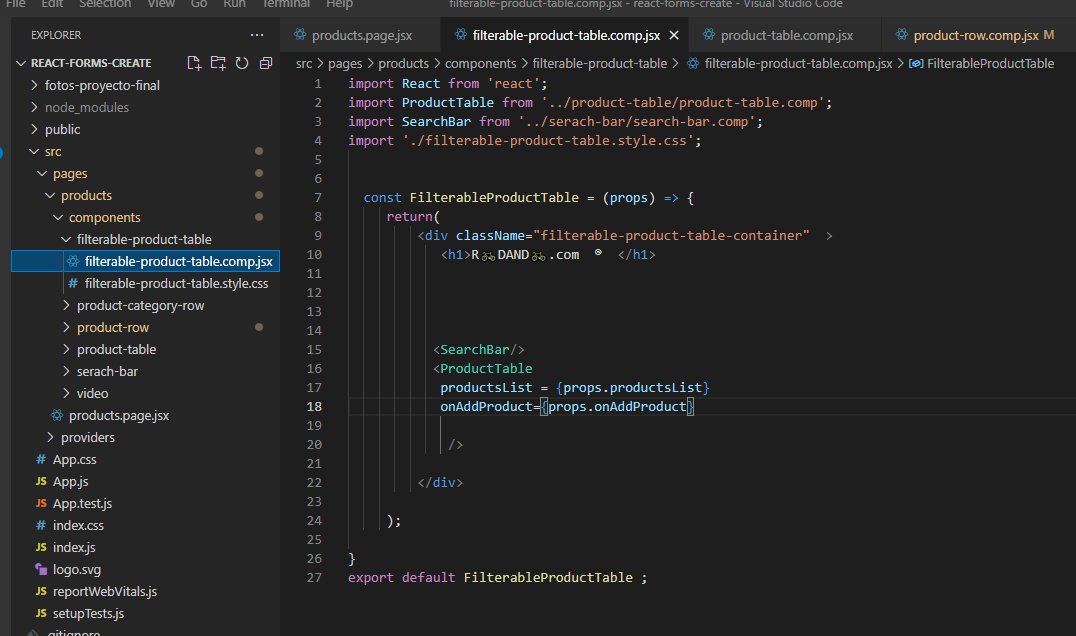 File Edit Selection View Go Run Terminal Help filterable-product-table.comp.jsx - react-forms-create - Visual Studio Code
EXPLORER ···
REACT-FORMS-CREATE
fotos-proyecto-final
node_modules
public
src
pages
products
components
filterable-product-table
filterable-product-table.comp.jsx
# filterable-product-table.style.css
product-category-row
product-row
product-table
serach-bar
video
products.page.jsx
providers
# App.css
JS App.js
JS App.test.js
# index.css
JS index.js
logo.svg
JS reportWebVitals.js
JS setupTests.js
.gitignore
products.page.jsx filterable-product-table.comp.jsx × product-table.comp.jsx product-row.comp.jsx M
src > pages > products > components > filterable-product-table > filterable-product-table.comp.jsx > FilterableProductTable
1 import React from 'react';
2 import ProductTable from '../product-table/product-table.comp';
3 import SearchBar from '../serach-bar/search-bar.comp';
4 import './filterable-product-table.style.css';
5
6
7 const FilterableProductTable = (props) => {
8 return(
9 <div className="filterable-product-table-container" >
10 <h1>R🚲DAND🚲.com ® </h1>
11
12
13
14
15 <SearchBar/>
16 <ProductTable
17 productsList = {props.productsList}
18 onAddProduct={props.onAddProduct}
19
20 />
21
22 </div>
23
24 );
25
26 }
27 export default FilterableProductTable ;